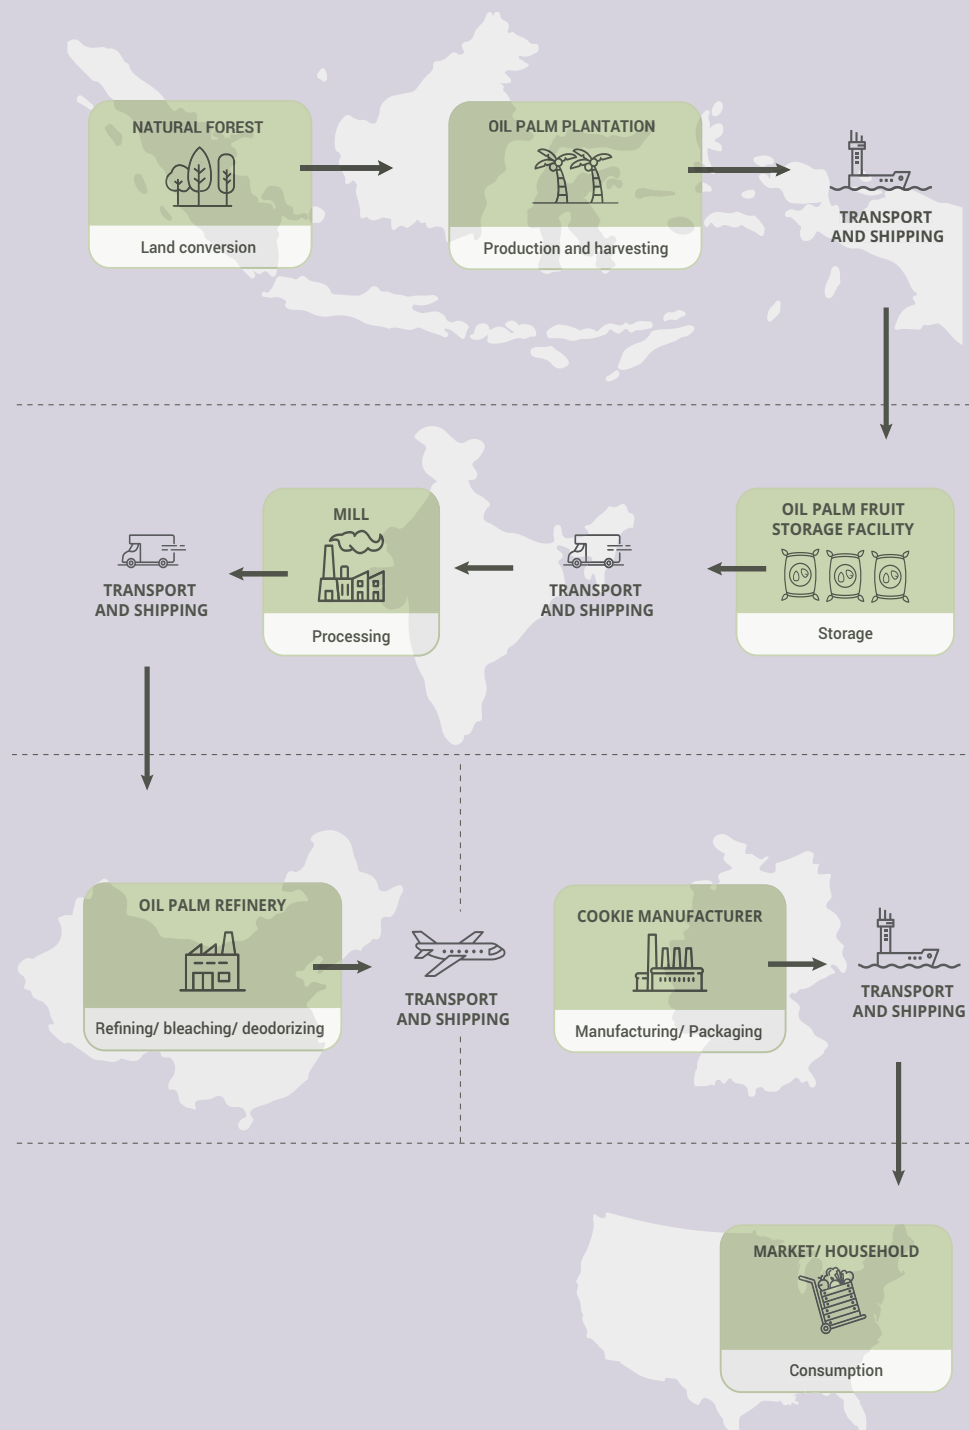 NATURAL FOREST
Land conversion
OIL PALM PLANTATION
Production and harvesting
TRANSPORT
AND SHIPPING
OIL PALM FRUIT
STORAGE FACILITY
Storage
TRANSPORT
AND SHIPPING
MILL
Processing
TRANSPORT
AND SHIPPING
OIL PALM REFINERY
Refining/ bleaching/ deodorizing
TRANSPORT
AND SHIPPING
COOKIE MANUFACTURER
Manufacturing/ Packaging
TRANSPORT
AND SHIPPING
MARKET/ HOUSEHOLD
Consumption